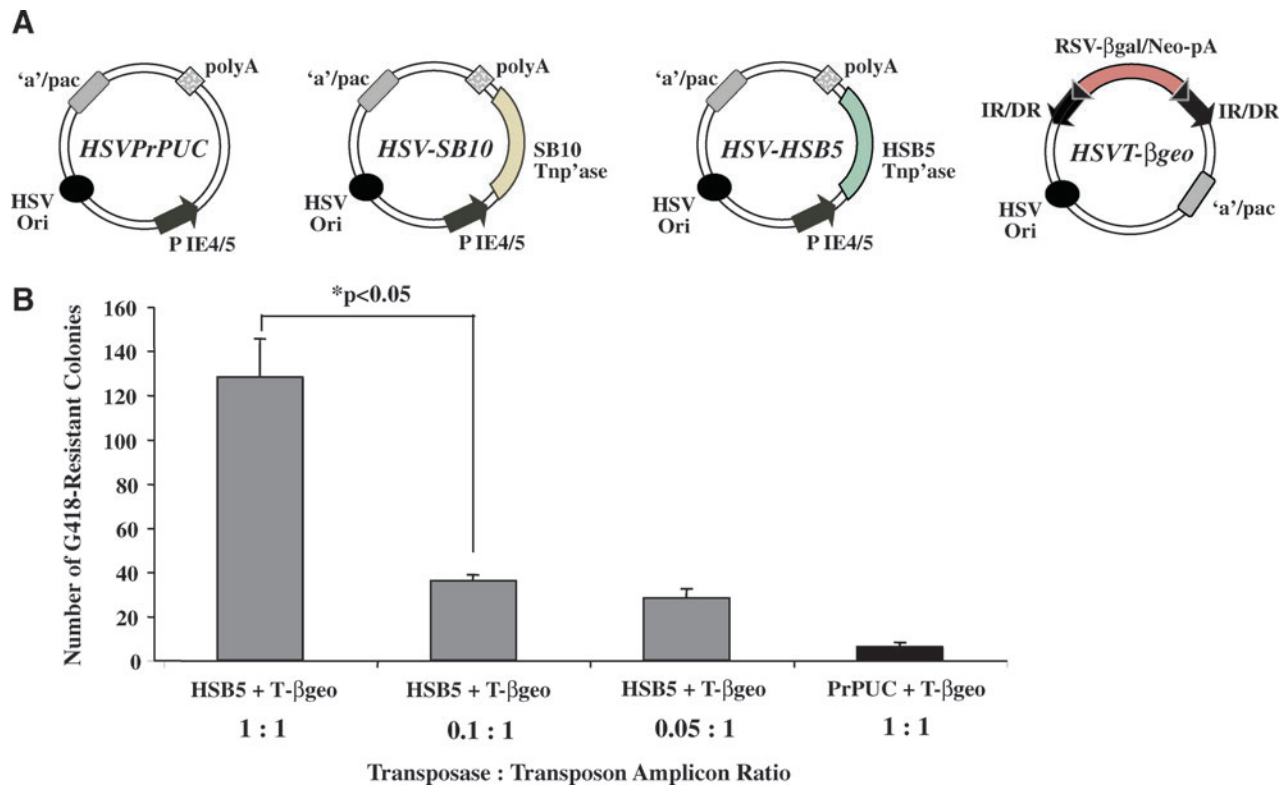 A
'a'/pac
polyA
HSVPrPUC
HSV
Ori
P IE4/5
'a'/pac
polyA
HSV-SB10
SB10
Tnp'ase
HSV
Ori
P IE4/5
'a'/pac
polyA
HSV-HSB5
HSB5
Tnp'ase
HSV
Ori
P IE4/5
RSV-βgal/Neo-pA
IR/DR
IR/DR
HSVT-βgeo
HSV
Ori
'a'/pac
B
*p<0.05
Number of G418-Resistant Colonies
160
140
120
100
80
60
40
20
0
HSB5 + T-βgeo
1 : 1
HSB5 + T-βgeo
0.1 : 1
HSB5 + T-βgeo
0.05 : 1
PrPUC + T-βgeo
1 : 1
Transposase : Transposon Amplicon Ratio